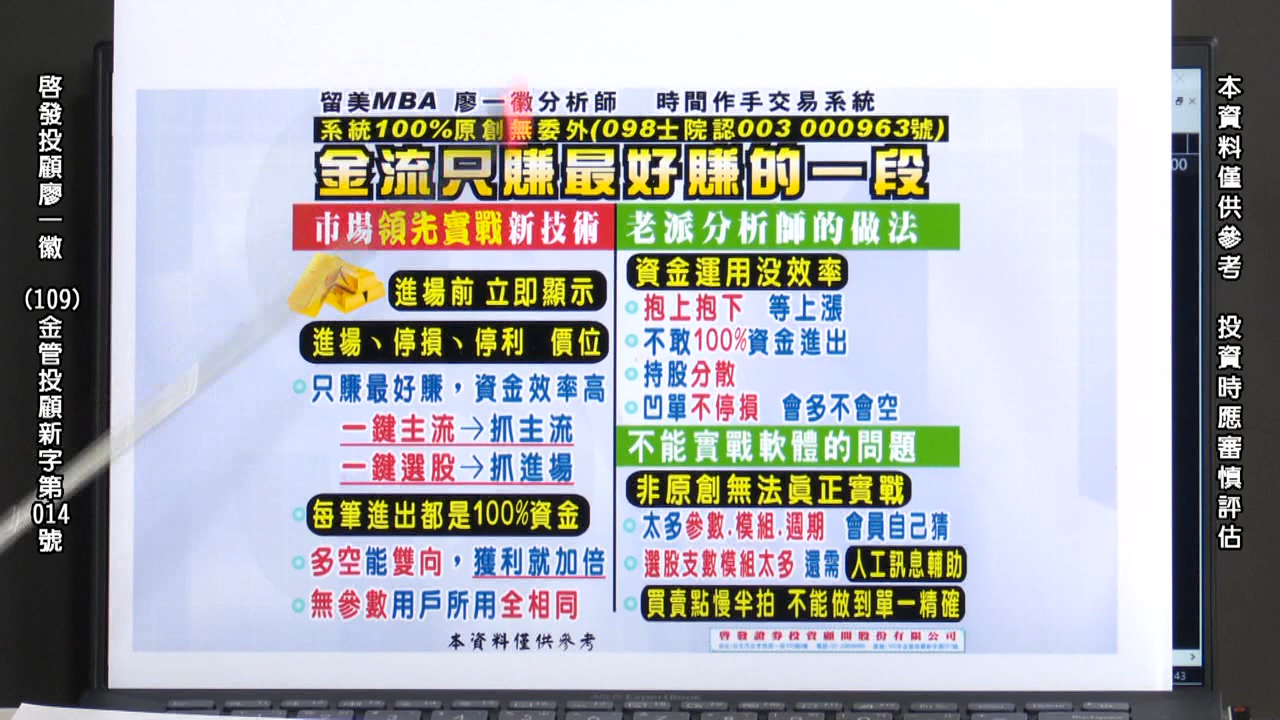 啓發投顧廖一徽 (109)金管投顧新字第014號
留美MBA 廖一徽分析師 時間作手交易系統
系統100%原創無委外(098士院認003 000963號)
金流只賺最好賺的一段
市場領先實戰新技術
進場前 立即顯示
進場、停損、停利 價位
只賺最好賺，資金效率高
一鍵主流→抓主流
一鍵選股→抓進場
每筆進出都是100%資金
多空能雙向，獲利就加倍
無參數用戶所用全相同
老派分析師的做法
資金運用没效率
抱上抱下 等上漲
不敢100%資金進出
持股分散
凹單不停損 會多不會空
不能實戰軟體的問題
非原創無法真正實戰
太多參數.模組.週期 會員自己猜
選股支數模組太多 還需人工訊息輔助
買賣點慢半拍 不能做到單一精確
本資料僅供參考
啓發證券投資顧問股份有限公司
本資料僅供參考 投資時應審慎評估
00
43
ASUS ExpertBook